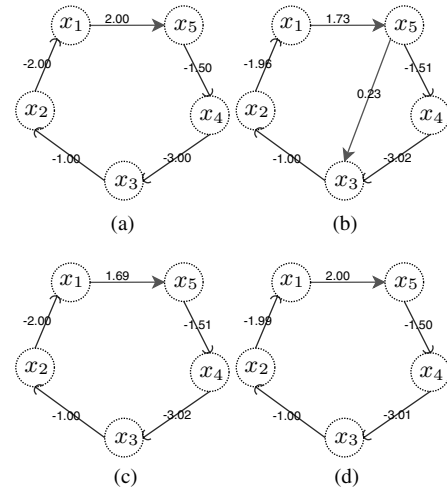 x₁ 2.00 x₅
-2.00 -1.50
x₂ x₄
-1.00 -3.00
x₃
(a)
x₁ 1.73 x₅
-1.96 -1.51
0.23
x₂ x₄
-1.00 -3.02
x₃
(b)
x₁ 1.69 x₅
-2.00 -1.51
x₂ x₄
-1.00 -3.02
x₃
(c)
x₁ 2.00 x₅
-1.99 -1.50
x₂ x₄
-1.00 -3.01
x₃
(d)